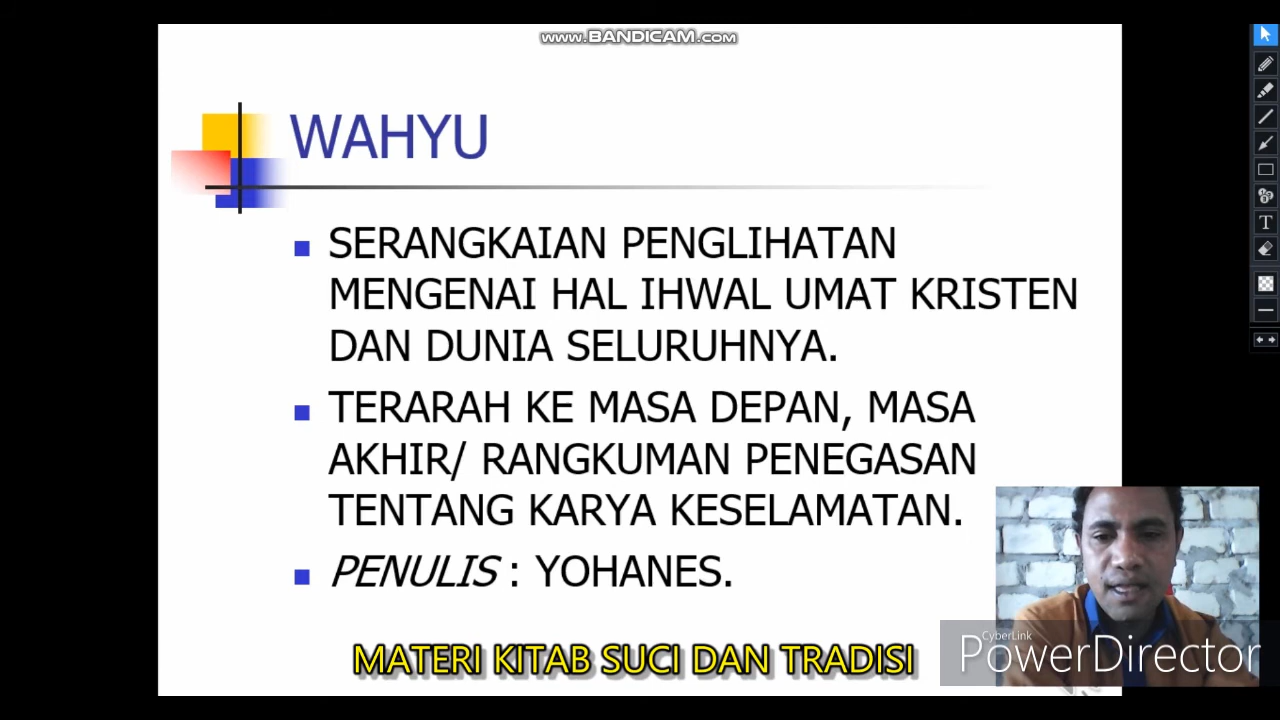 www.BANDICAM.com
WAHYU
SERANGKAIAN PENGLIHATAN
MENGENAI HAL IHWAL UMAT KRISTEN
DAN DUNIA SELURUHNYA.
TERARAH KE MASA DEPAN, MASA
AKHIR/ RANGKUMAN PENEGASAN
TENTANG KARYA KESELAMATAN.
PENULIS : YOHANES.
MATERI KITAB SUCI DAN TRADISI
CyberLink
PowerDirector
T